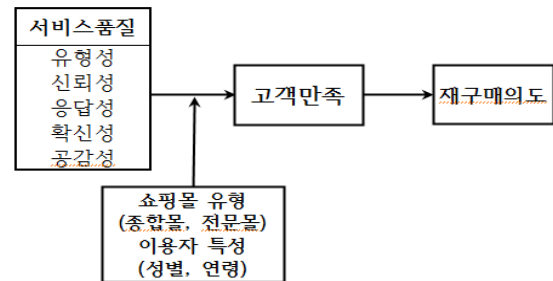 서비스품질
유형성
신뢰성
응답성
확신성
공감성
고객만족
재구매의도
쇼핑몰 유형
(종합몰, 전문몰)
이용자 특성
(성별, 연령)